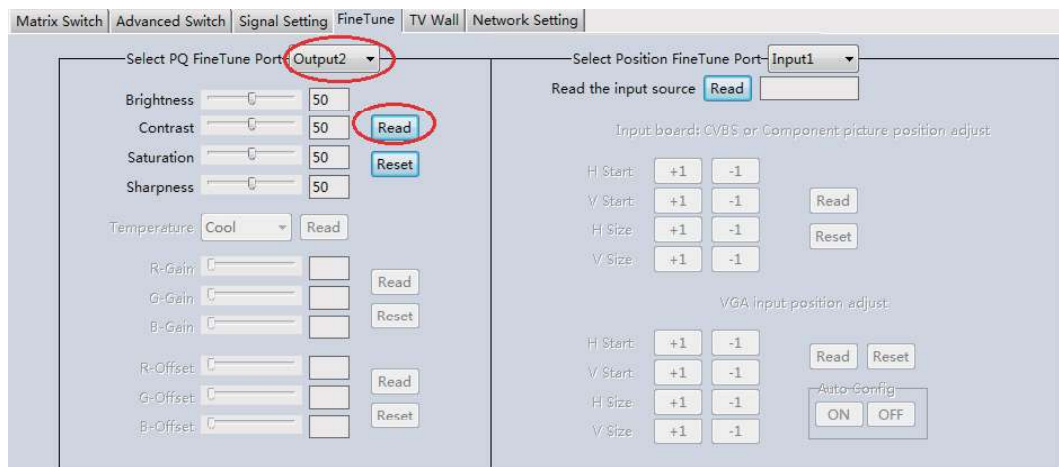 Matrix Switch Advanced Switch Signal Setting FineTune TV Wall Network Setting
Select PQ FineTune Port Output2
Brightness 50
Contrast 50 Read
Saturation 50 Reset
Sharpness 50
Temperature Cool Read
R-Gain
G-Gain Read
B-Gain Reset
R-Offset
G-Offset Read
B-Offset Reset
Select Position FineTune Port Input1
Read the input source Read
Input board: CVBS or Component picture position adjust
H Start +1 -1
V Start +1 -1 Read
H Size +1 -1 Reset
V Size +1 -1
VGA input position adjust
H Start +1 -1
V Start +1 -1 Read Reset
H Size +1 -1 Auto Config
V Size +1 -1 ON OFF